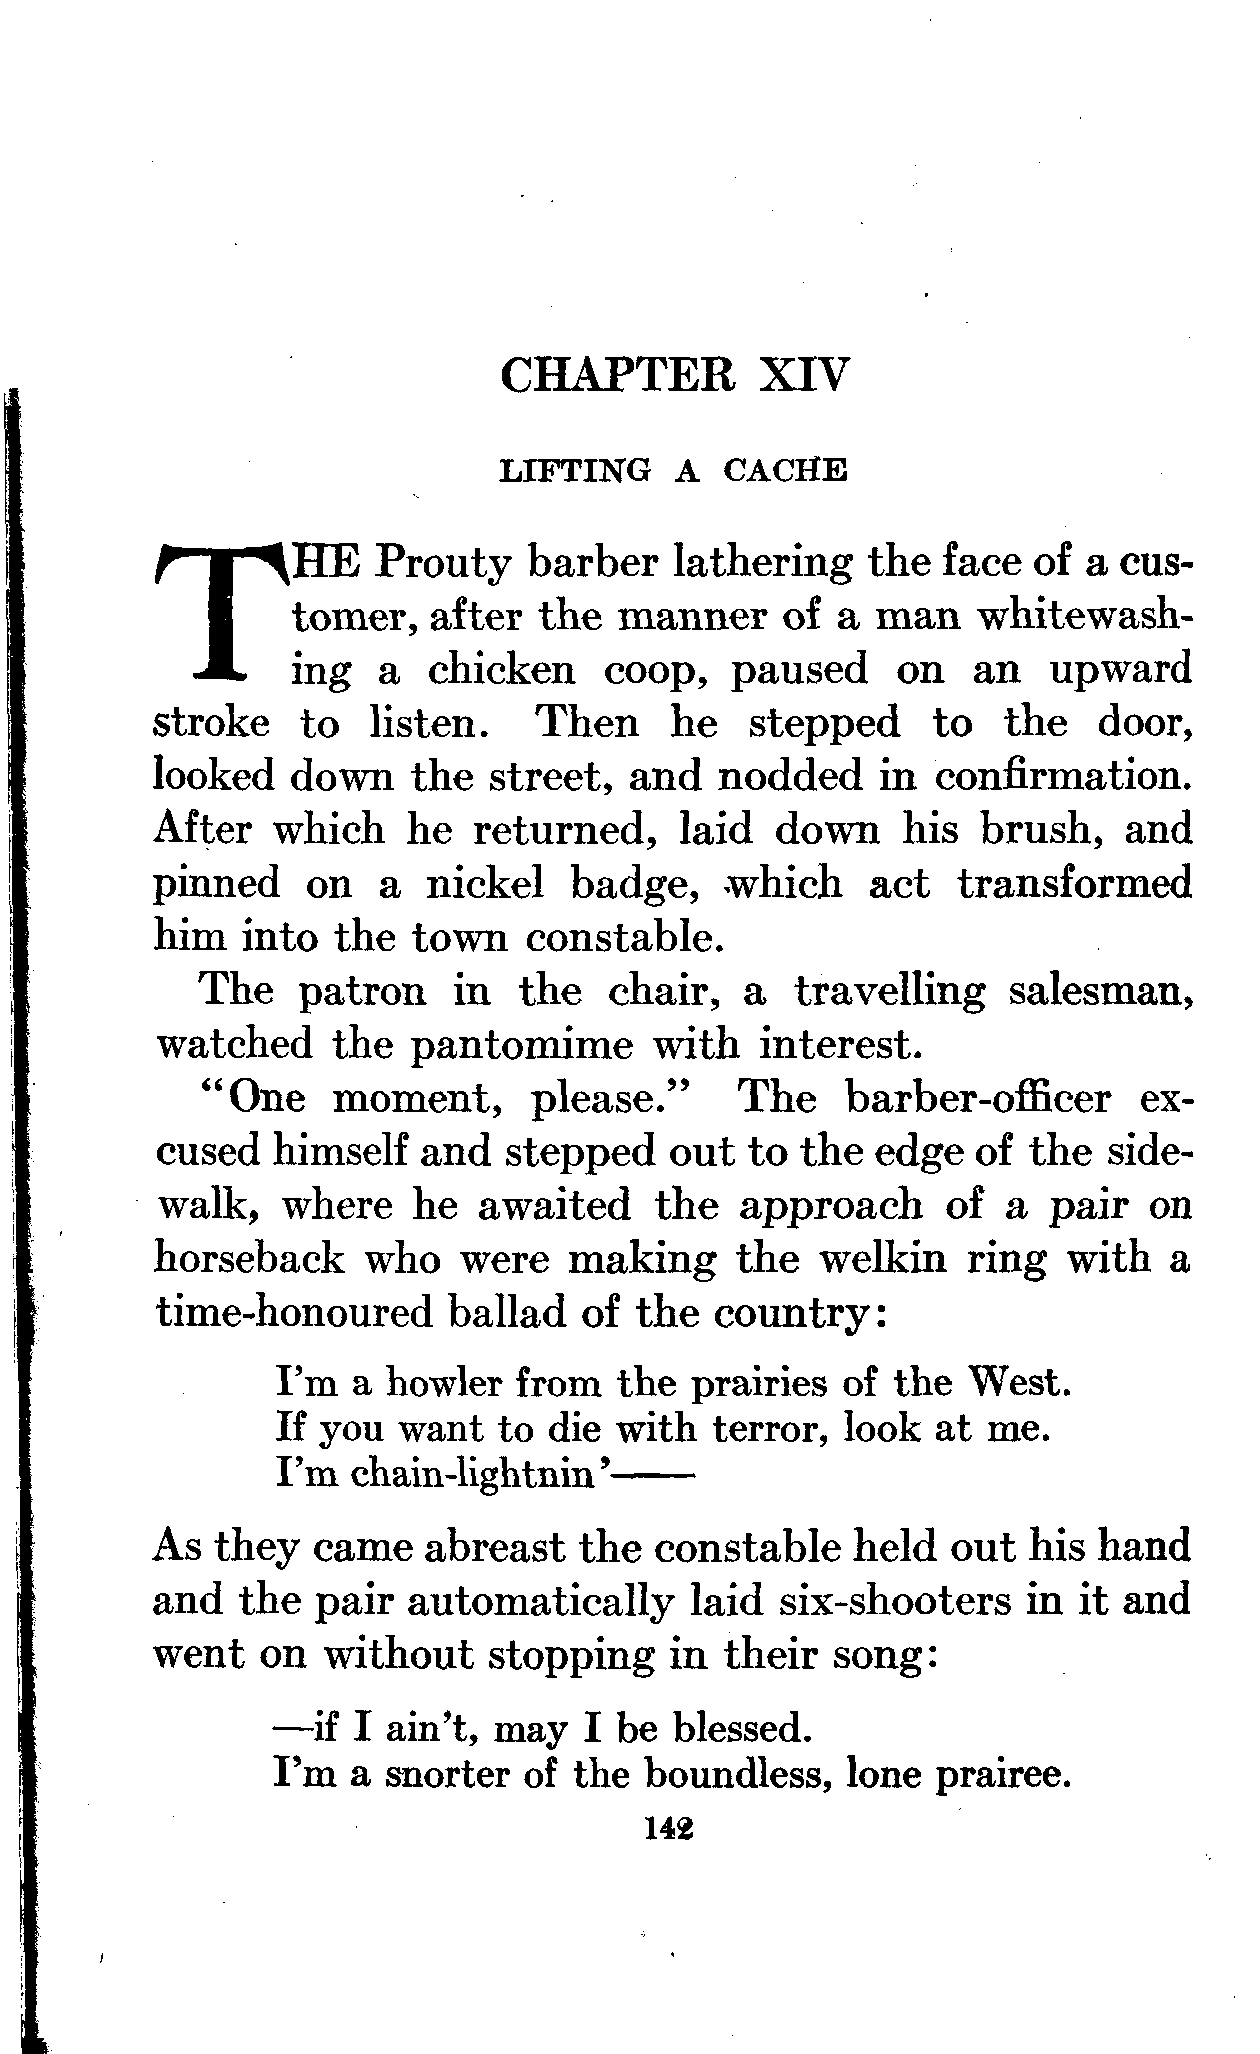 CHAPTER XIV
LIFTING A CACHE
THE Prouty barber lathering the face of a cus-
tomer, after the manner of a man whitewash-
ing a chicken coop, paused on an upward
stroke to listen. Then he stepped to the door,
looked down the street, and nodded in confirmation.
After which he returned, laid down his brush, and
pinned on a nickel badge, which act transformed
him into the town constable.
The patron in the chair, a travelling salesman,
watched the pantomime with interest.
“One moment, please.” The barber-officer ex-
cused himself and stepped out to the edge of the side-
walk, where he awaited the approach of a pair on
horseback who were making the welkin ring with a
time-honoured ballad of the country:
I’m a howler from the prairies of the West.
If you want to die with terror, look at me.
I’m chain-lightnin’——
As they came abreast the constable held out his hand
and the pair automatically laid six-shooters in it and
went on without stopping in their song:
—if I ain’t, may I be blessed.
I’m a snorter of the boundless, lone prairee.
142